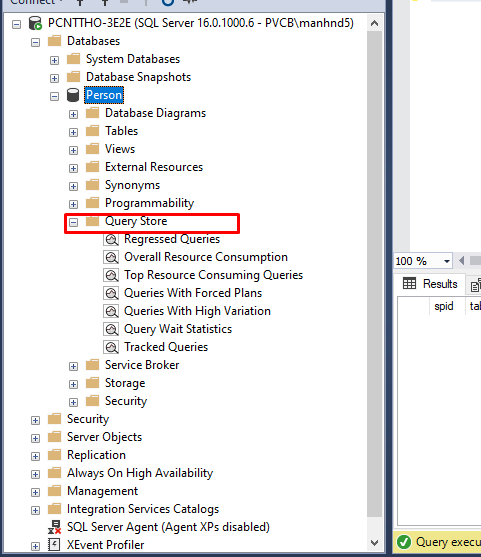 Connect
PCNTTHO-3E2E (SQL Server 16.0.1000.6 - PVCB\manhnd5)
Databases
System Databases
Database Snapshots
Person
Database Diagrams
Tables
Views
External Resources
Synonyms
Programmability
Query Store
Regressed Queries
Overall Resource Consumption
Top Resource Consuming Queries
Queries With Forced Plans
Queries With High Variation
Query Wait Statistics
Tracked Queries
Service Broker
Storage
Security
Security
Server Objects
Replication
Always On High Availability
Management
Integration Services Catalogs
SQL Server Agent (Agent XPs disabled)
XEvent Profiler
100 %
Results
spid
Query